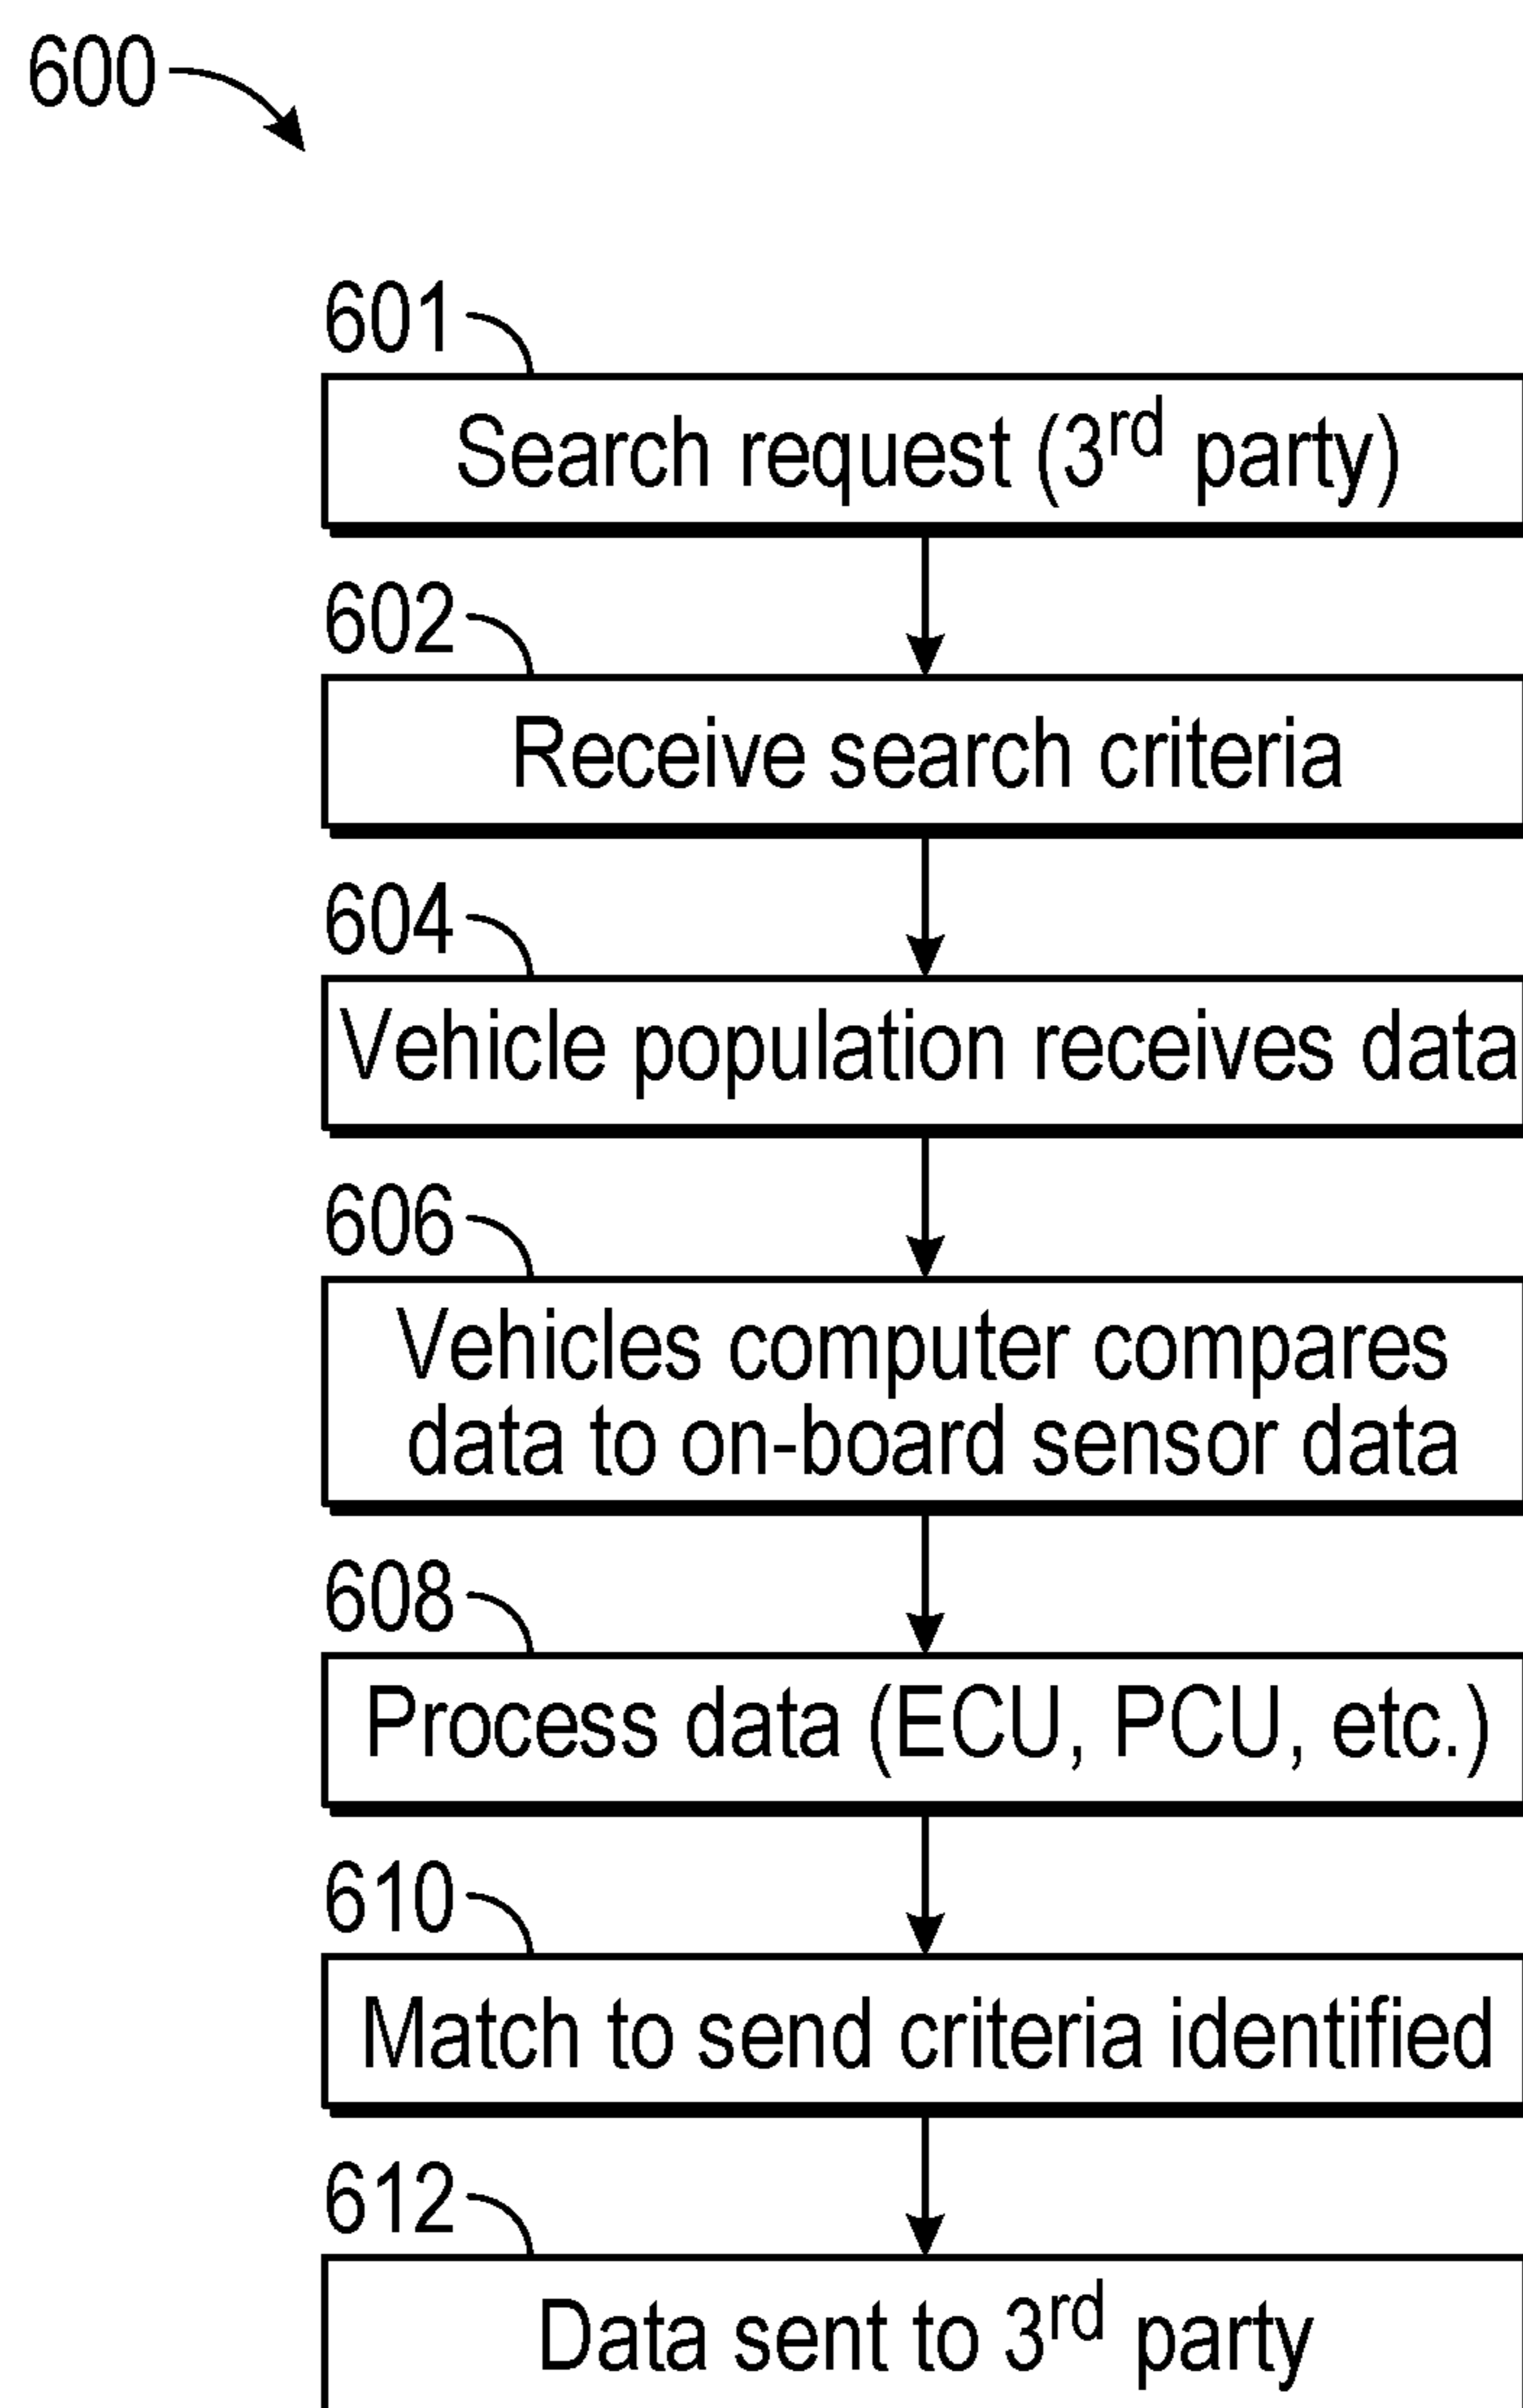 600
601
Search request (3rd party)
602
Receive search criteria
604
Vehicle population receives data
606
Vehicles computer compares
data to on-board sensor data
608
Process data (ECU, PCU, etc.)
610
Match to send criteria identified
612
Data sent to 3rd party